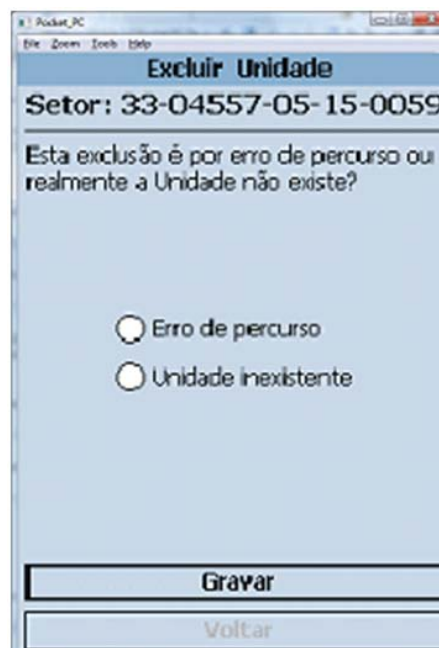 Pocket_PC
File Zoom Tools Help
Excluir Unidade
Setor: 33-04557-05-15-0059
Esta exclusão é por erro de percurso ou
realmente a Unidade não existe?
Erro de percurso
Unidade inexistente
Gravar
Voltar